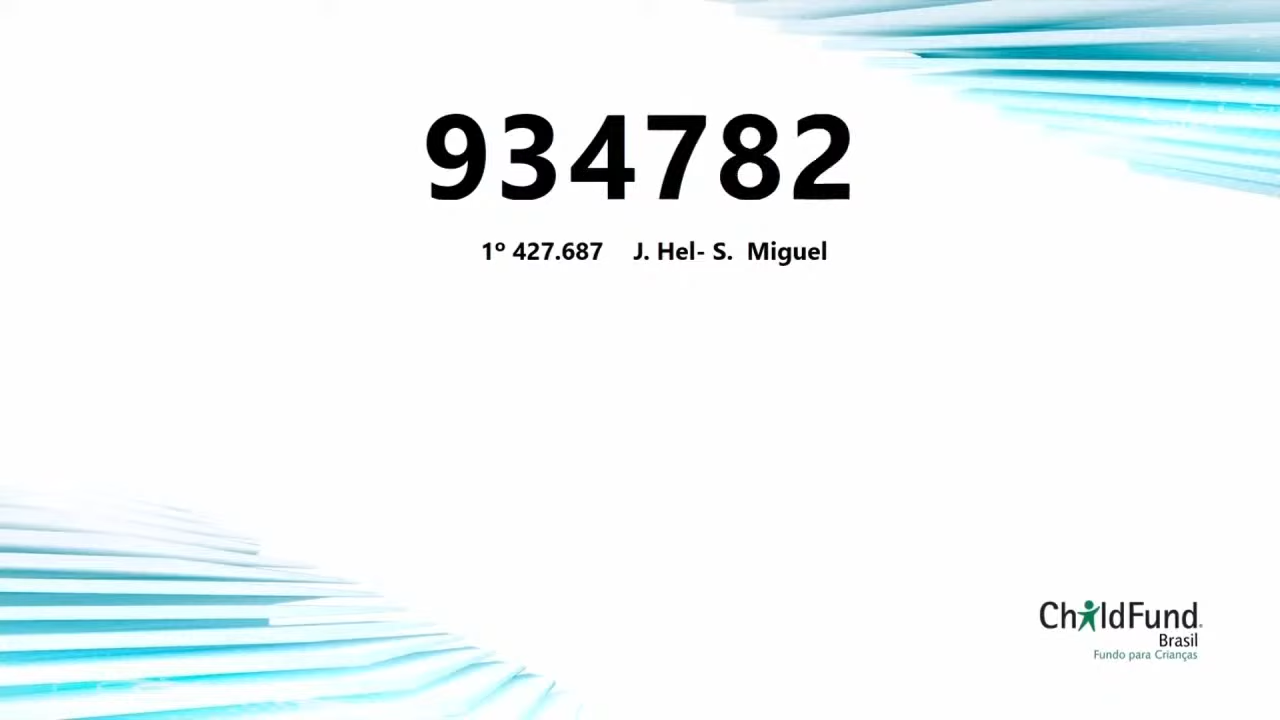 934782
1º 427.687 J. Hel- S. Miguel
ChildFund
Brasil
Fundo para Crianças